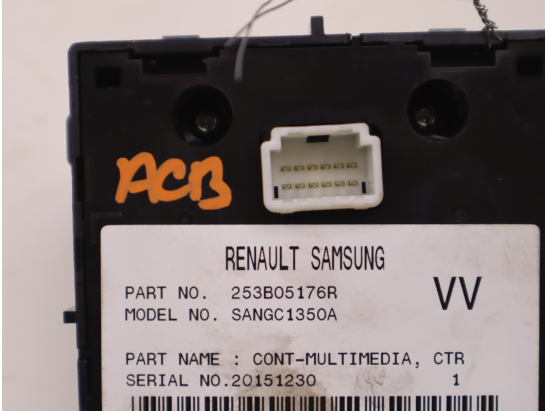 ACB
RENAULT SAMSUNG
PART NO. 253B05176R VV
MODEL NO. SANGC1350A
PART NAME : CONT-MULTIMEDIA, CTR
SERIAL NO.20151230 1